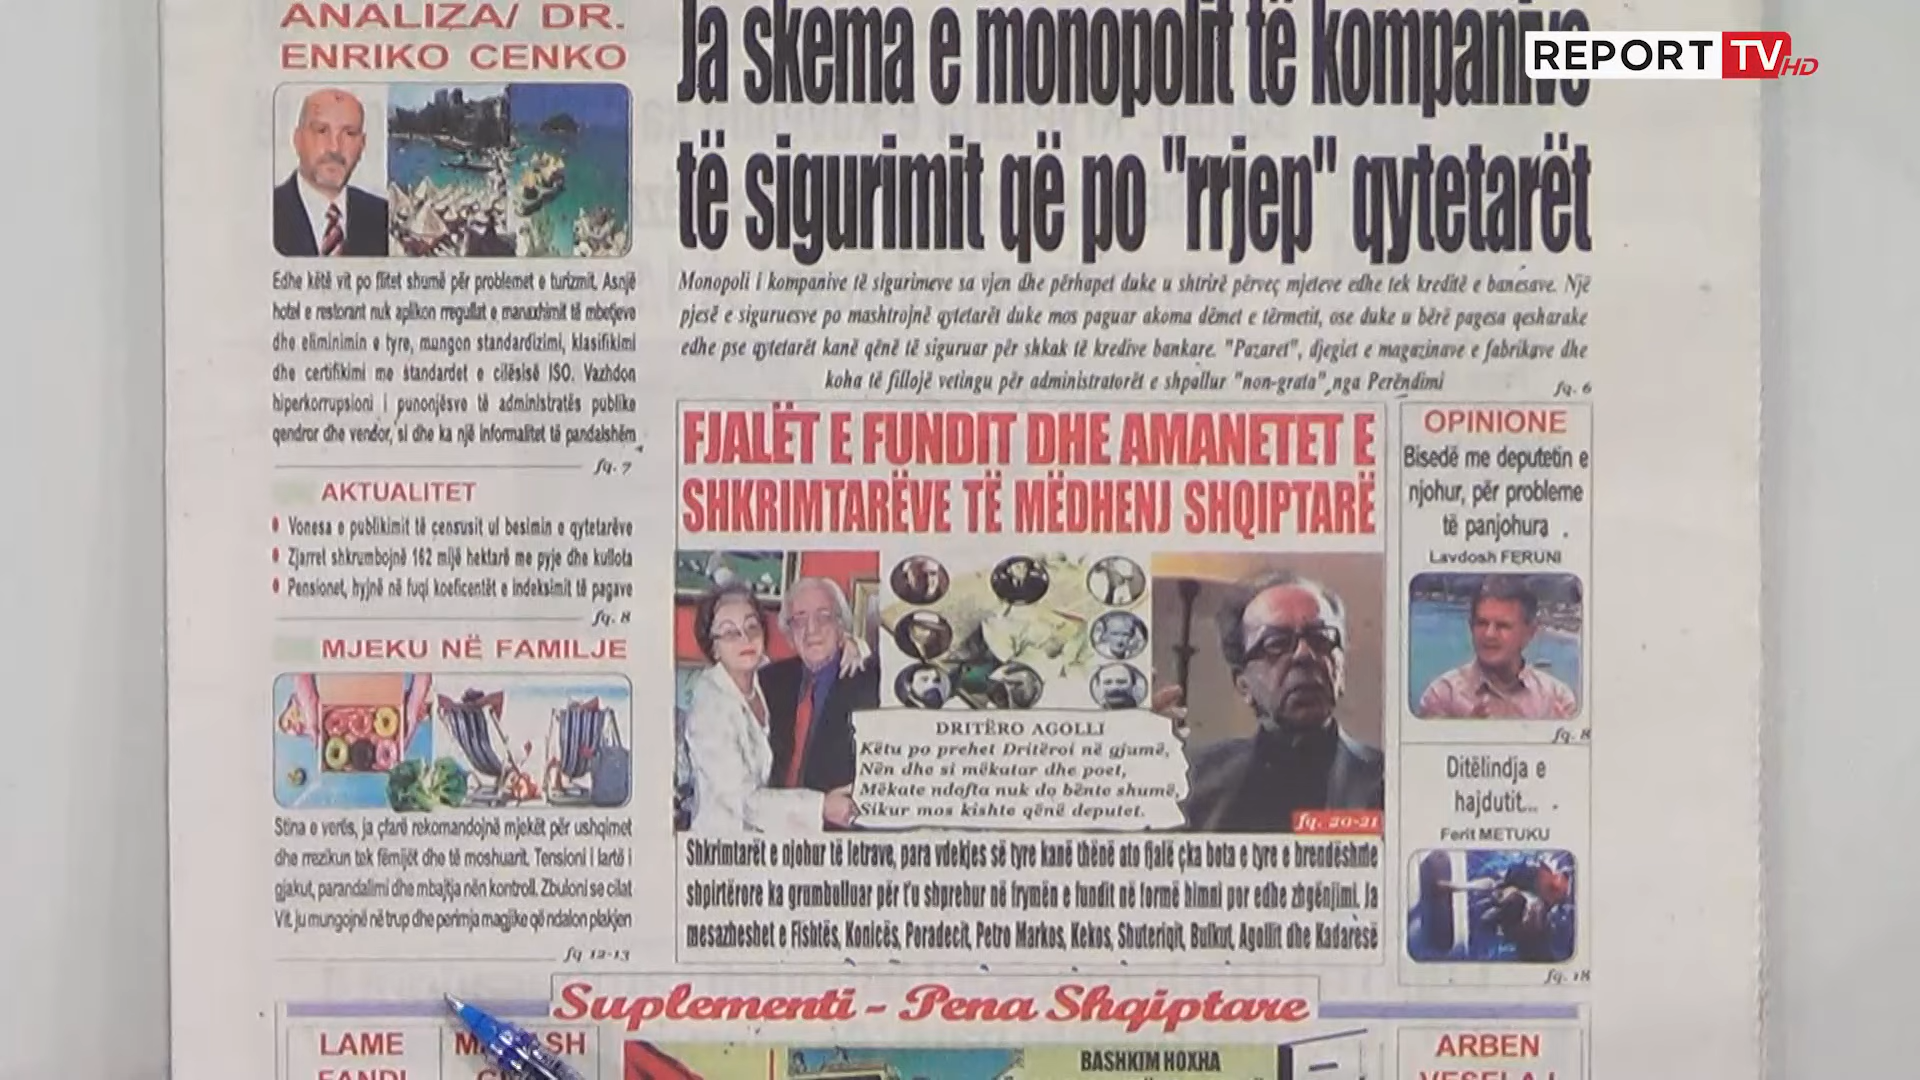 REPORT TV HD
ANALIZA/ DR.
ENRIKO CENKO
Edhe këtë vit po flitet shumë për problemet e turizmit. Asnjë
hotel e restorant nuk aplikon rregullat e manaxhimit të mbetjeve
dhe eliminimin e tyre, mungon standardizimi, klasifikimi
dhe certifikimi me standardet e cilësisë ISO. Vazhdon
hiperkorrupsioni i punonjësve të administratës publike
qendror dhe vendor, si dhe ka një informalitet të pandalshëm
fq. 7
AKTUALITET
Vonesa e publikimit të censusit ul besimin e qytetarëve
Zjarret shkrumbojnë 162 mijë hektarë me pyje dhe kullota
Pensionet, hyjnë në fuqi koeficentët e indeksimit të pagave
fq. 8
MJEKU NË FAMILJE
Stina e verës, ja çfarë rekomandojnë mjekët për ushqimet
dhe rrezikun tek fëmijët dhe të moshuarit. Tensioni i lartë i
gjakut, parandalimi dhe mbajtja nën kontroll. Zbuloni se cilat
Vit. ju mungojnë në trup dhe perimja magjike që ndalon plakjen
fq 12-13
Ja skema e monopolit të kompanive
të sigurimit që po "rrjep" qytetarët
Monopoli i kompanive të sigurimeve sa vjen dhe përhapet duke u shtrirë përveç mjeteve edhe tek kreditë e banesave. Një
pjesë e siguruesve po mashtrojnë qytetarët duke mos paguar akoma dëmet e tërmetit, ose duke u bërë pagesa qesharake
edhe pse qytetarët kanë qënë të siguruar për shkak të kredive bankare. "Pazaret", djegiet e magazinave e fabrikave dhe
koha të fillojë vetingu për administratorët e shpallur "non-grata" nga Perëndimi
fq. 6
FJALËT E FUNDIT DHE AMANETET E
SHKRIMTARËVE TË MËDHENJ SHQIPTARË
DRITËRO AGOLLI
Këtu po prehet Dritëroi në gjumë,
Nën dhe si mëkatar dhe poet,
Mëkate ndofta nuk do bënte shumë,
Sikur mos kishte qënë deputet.
fq. 20-21
Shkrimtarët e njohur të letrave, para vdekjes së tyre kanë thënë ato fjalë çka bota e tyre e brendëshme
shpirtërore ka grumbulluar për t'u shprehur në frymën e fundit në formë himni por edhe zhgënjimi. Ja
mesazheshet e Fishtës, Konicës, Poradecit, Petro Markos, Kekos, Shuteriqit, Bulkut, Agollit dhe Kadaresë
OPINIONE
Bisedë me deputetin e
njohur, për probleme
të panjohura
Lavdosh FERUNI
fq. 8
Ditëlindja e
hajdutit...
Ferit METUKU
fq. 18
Suplementi - Pena Shqiptare
LAME
BASHKIM HOXHA
ARBEN